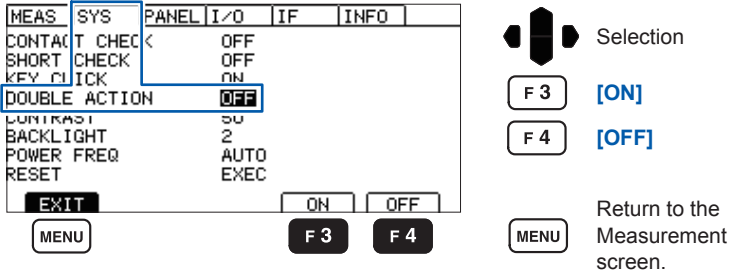 MEAS SYS PANEL I/O IF INFO
CONTACT CHECK OFF
SHORT CHECK OFF
KEY CLICK ON
DOUBLE ACTION OFF
CONTRAST 50
BACKLIGHT 2
POWER FREQ AUTO
RESET EXEC
EXIT ON OFF
MENU F 3 F 4
Selection
F 3 [ON]
F 4 [OFF]
MENU Return to the
Measurement
screen.